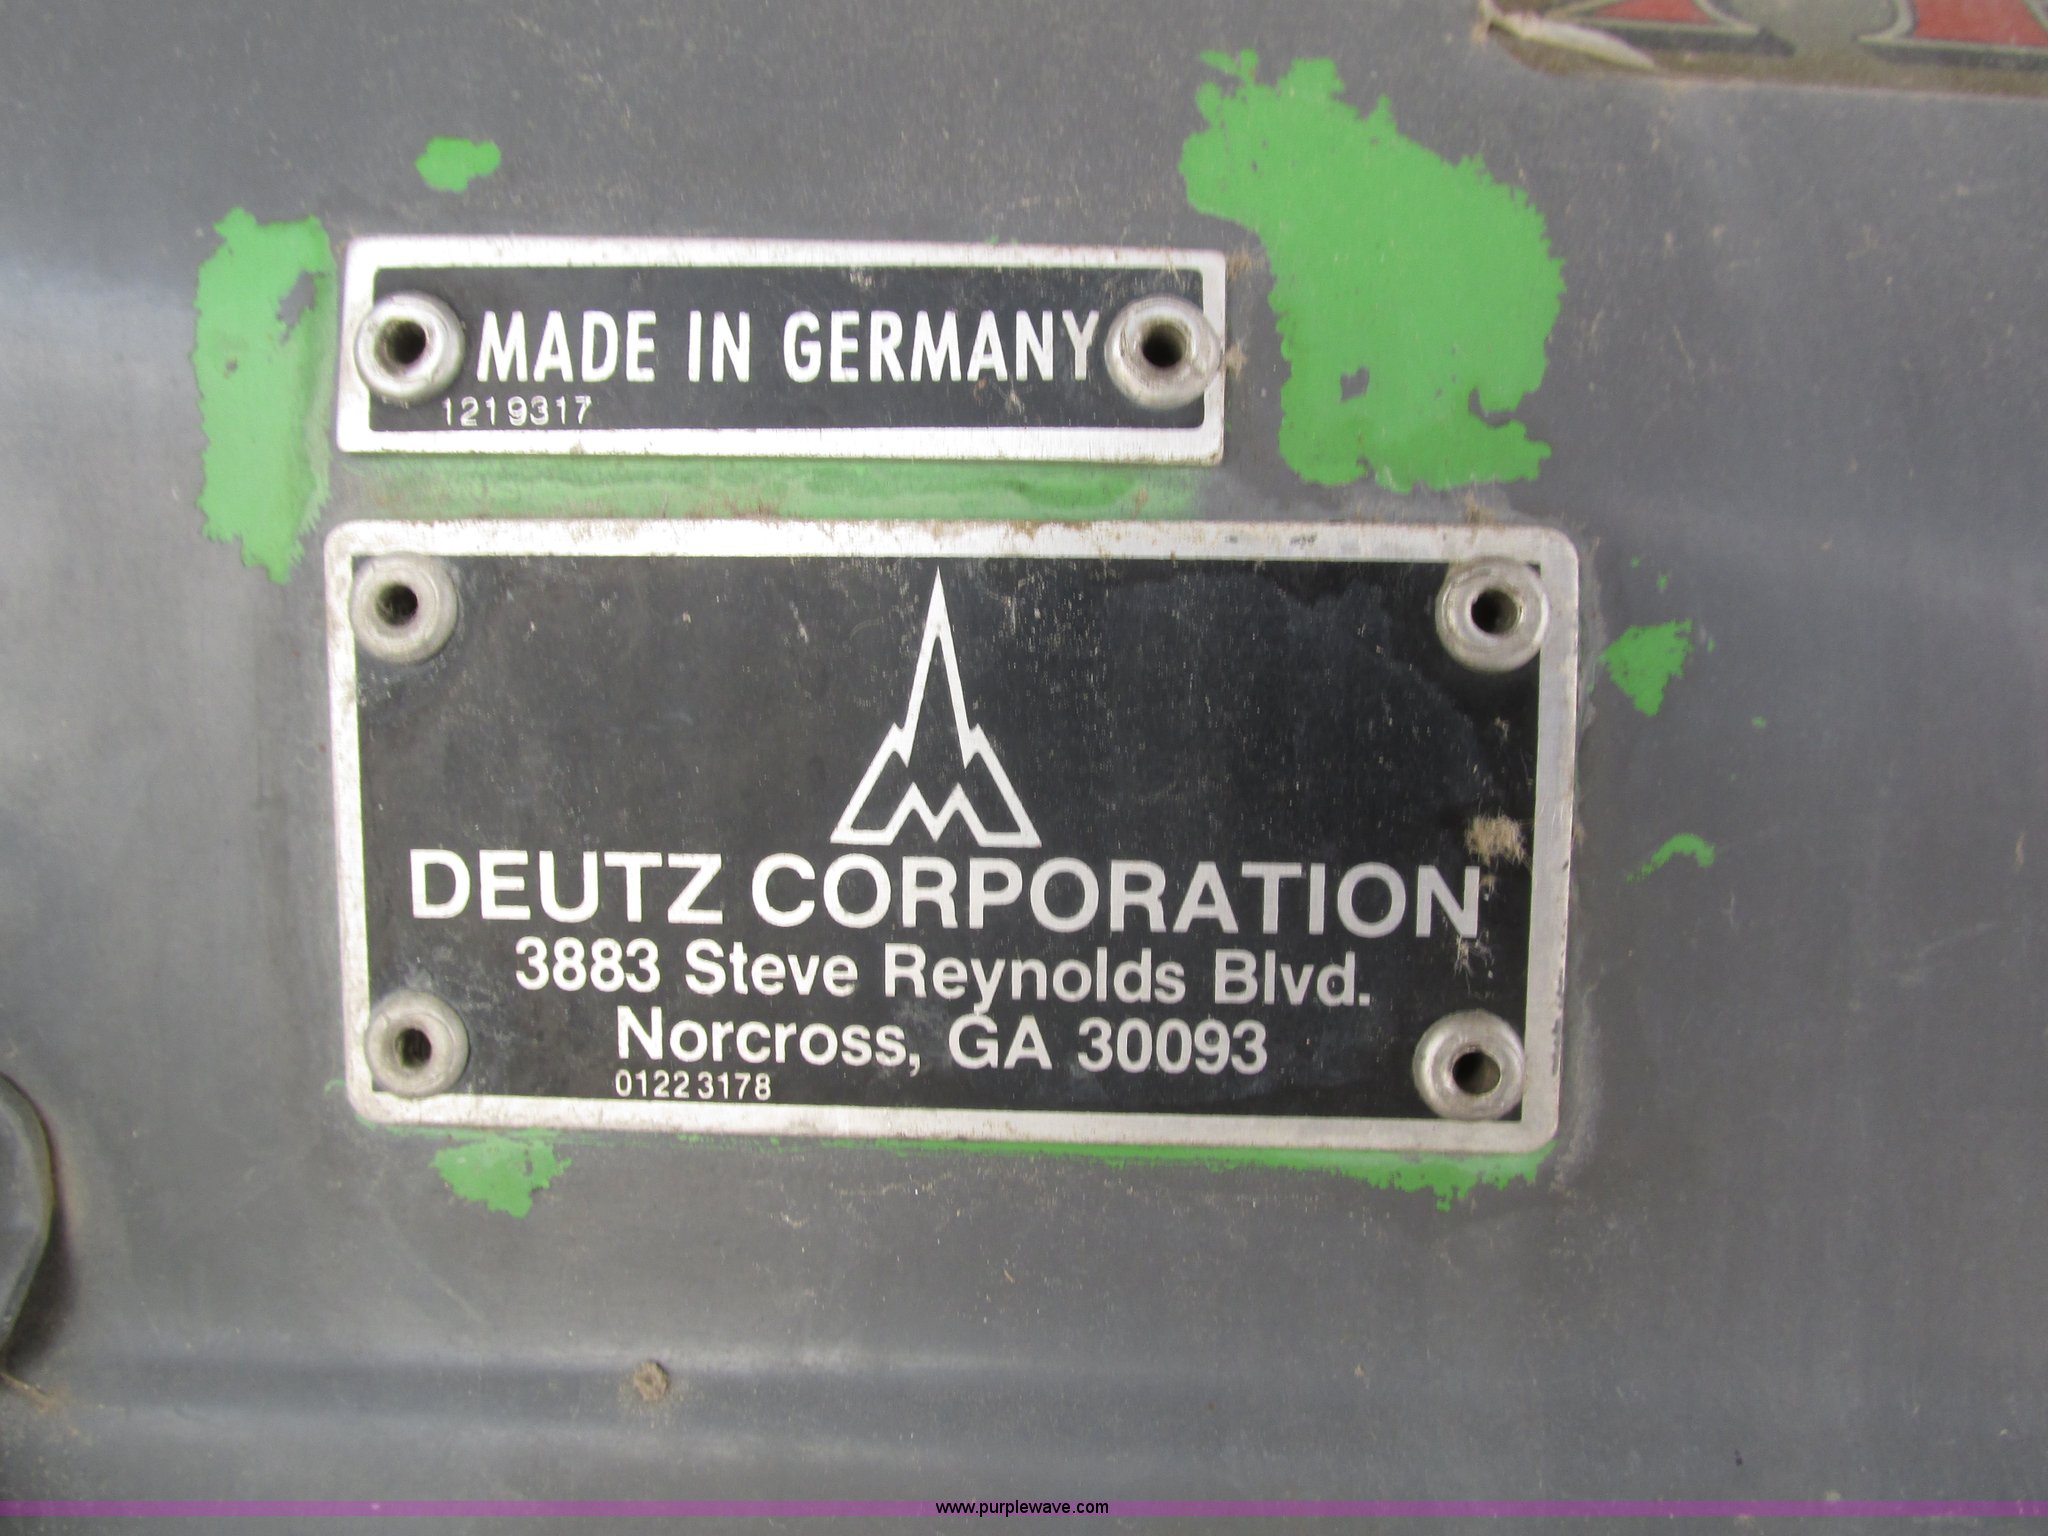 MADE IN GERMANY
1219317
DEUTZ CORPORATION
3883 Steve Reynolds Blvd.
Norcross, GA 30093
01223178
www.purplewave.com